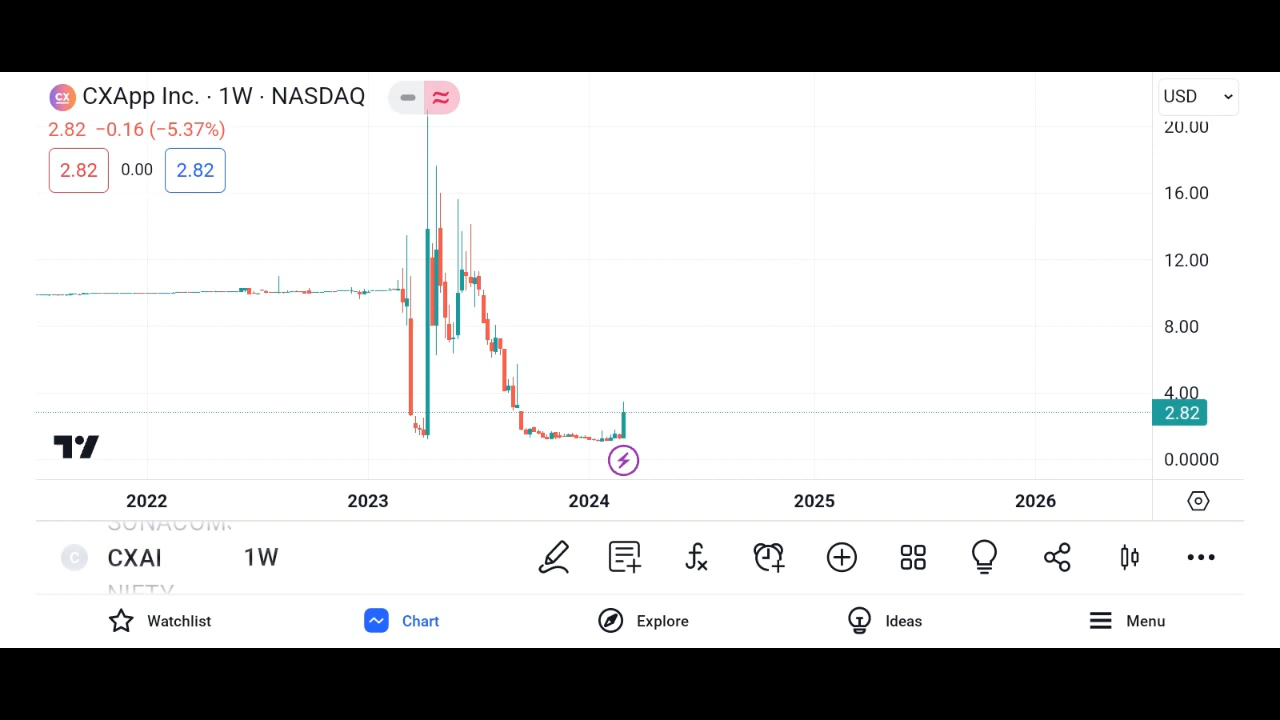 CXApp Inc. · 1W · NASDAQ
USD
2.82 −0.16 (−5.37%)
2.82 0.00 2.82
20.00
16.00
12.00
8.00
4.00
2.82
0.0000
2022 2023 2024 2025 2026
CXAI 1W
NIFTY
Watchlist Chart Explore Ideas Menu